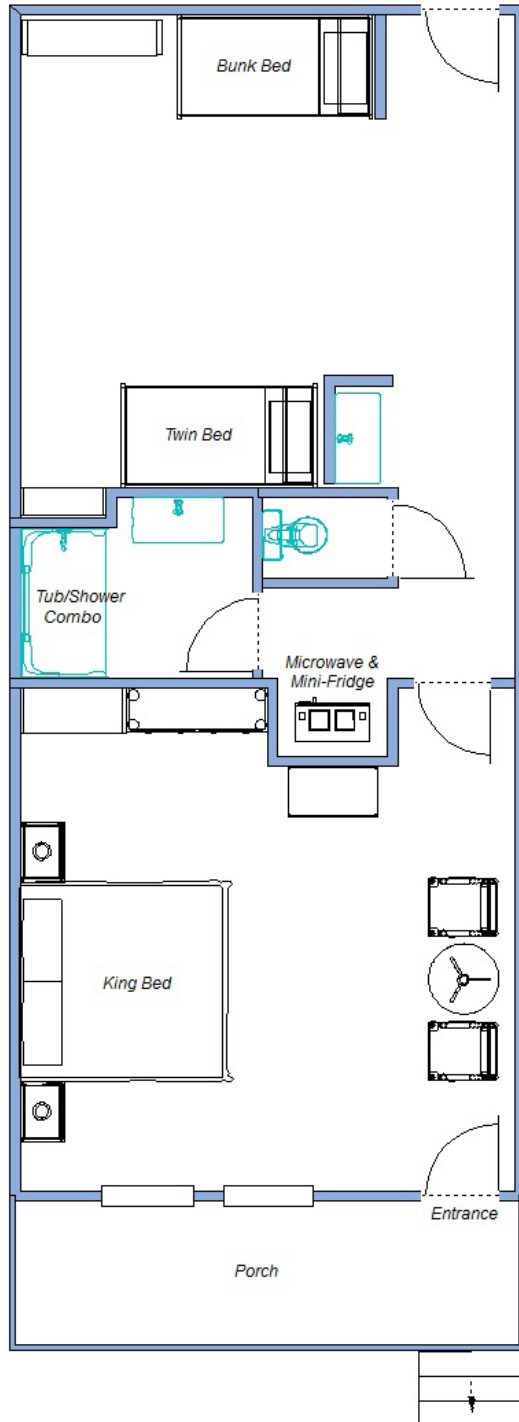 Bunk Bed
Twin Bed
Tub/Shower
Combo
Microwave &
Mini-Fridge
King Bed
Entrance
Porch